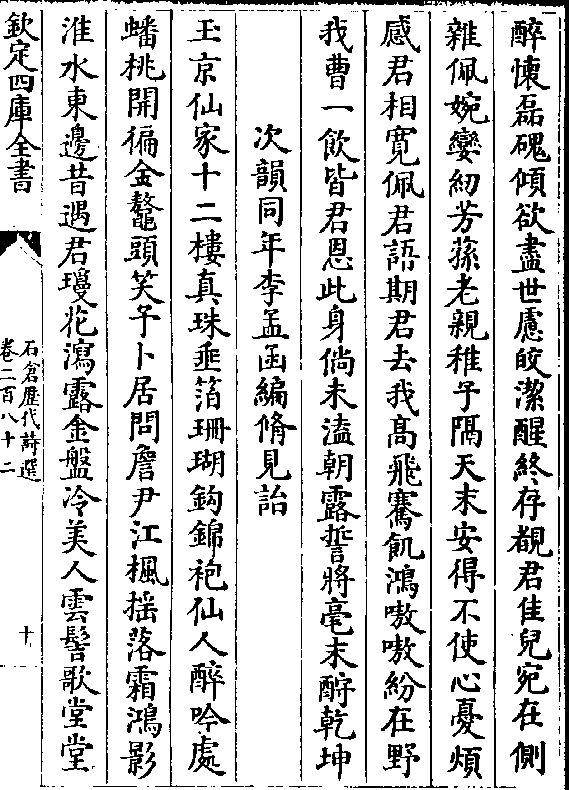 醉懷磊磈傾欲盡世慮皎潔醒終存覩君佳兒宛在側
雜佩婉孌紉芳蓀老親稚子隔天末安得不使心憂煩
感君相寛佩君語期君去我髙飛騫飢鴻嗷嗷紛在野
我曹一飲皆君恩此身倘未溘朝露誓將毫末酧乾坤
次韻同年李孟函編脩見詒
玉京仙家十二樓真珠垂箔珊瑚鈎錦袍仙人醉吟處
蟠桃開徧金鼇頭笑予卜居問詹尹江楓摇落霜鴻影
淮水東邊昔遇君瓊花瀉露金盤冷美人雲髻歌堂堂
欽定四庫全書
石倉歷代詩選
卷二百八十二
十